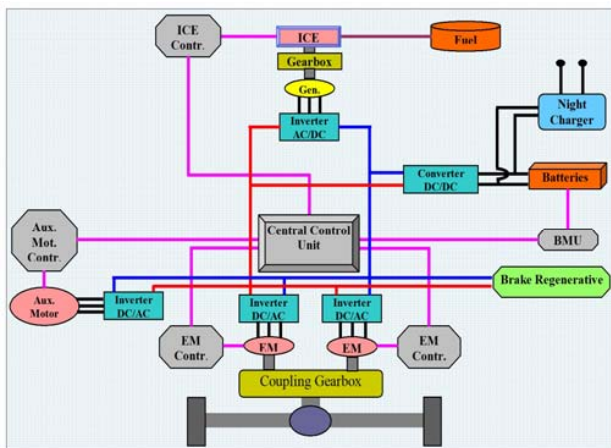 ICE
Contr.
ICE
Fuel
Gearbox
Gen.
Inverter
AC/DC
Night
Charger
Converter
DC/DC
Batteries
Aux.
Mot.
Contr.
Central Control
Unit
BMU
Brake Regenerative
Aux.
Motor
Inverter
DC/AC
Inverter
DC/AC
Inverter
DC/AC
EM
Contr.
EM
EM
EM
Contr.
Coupling Gearbox